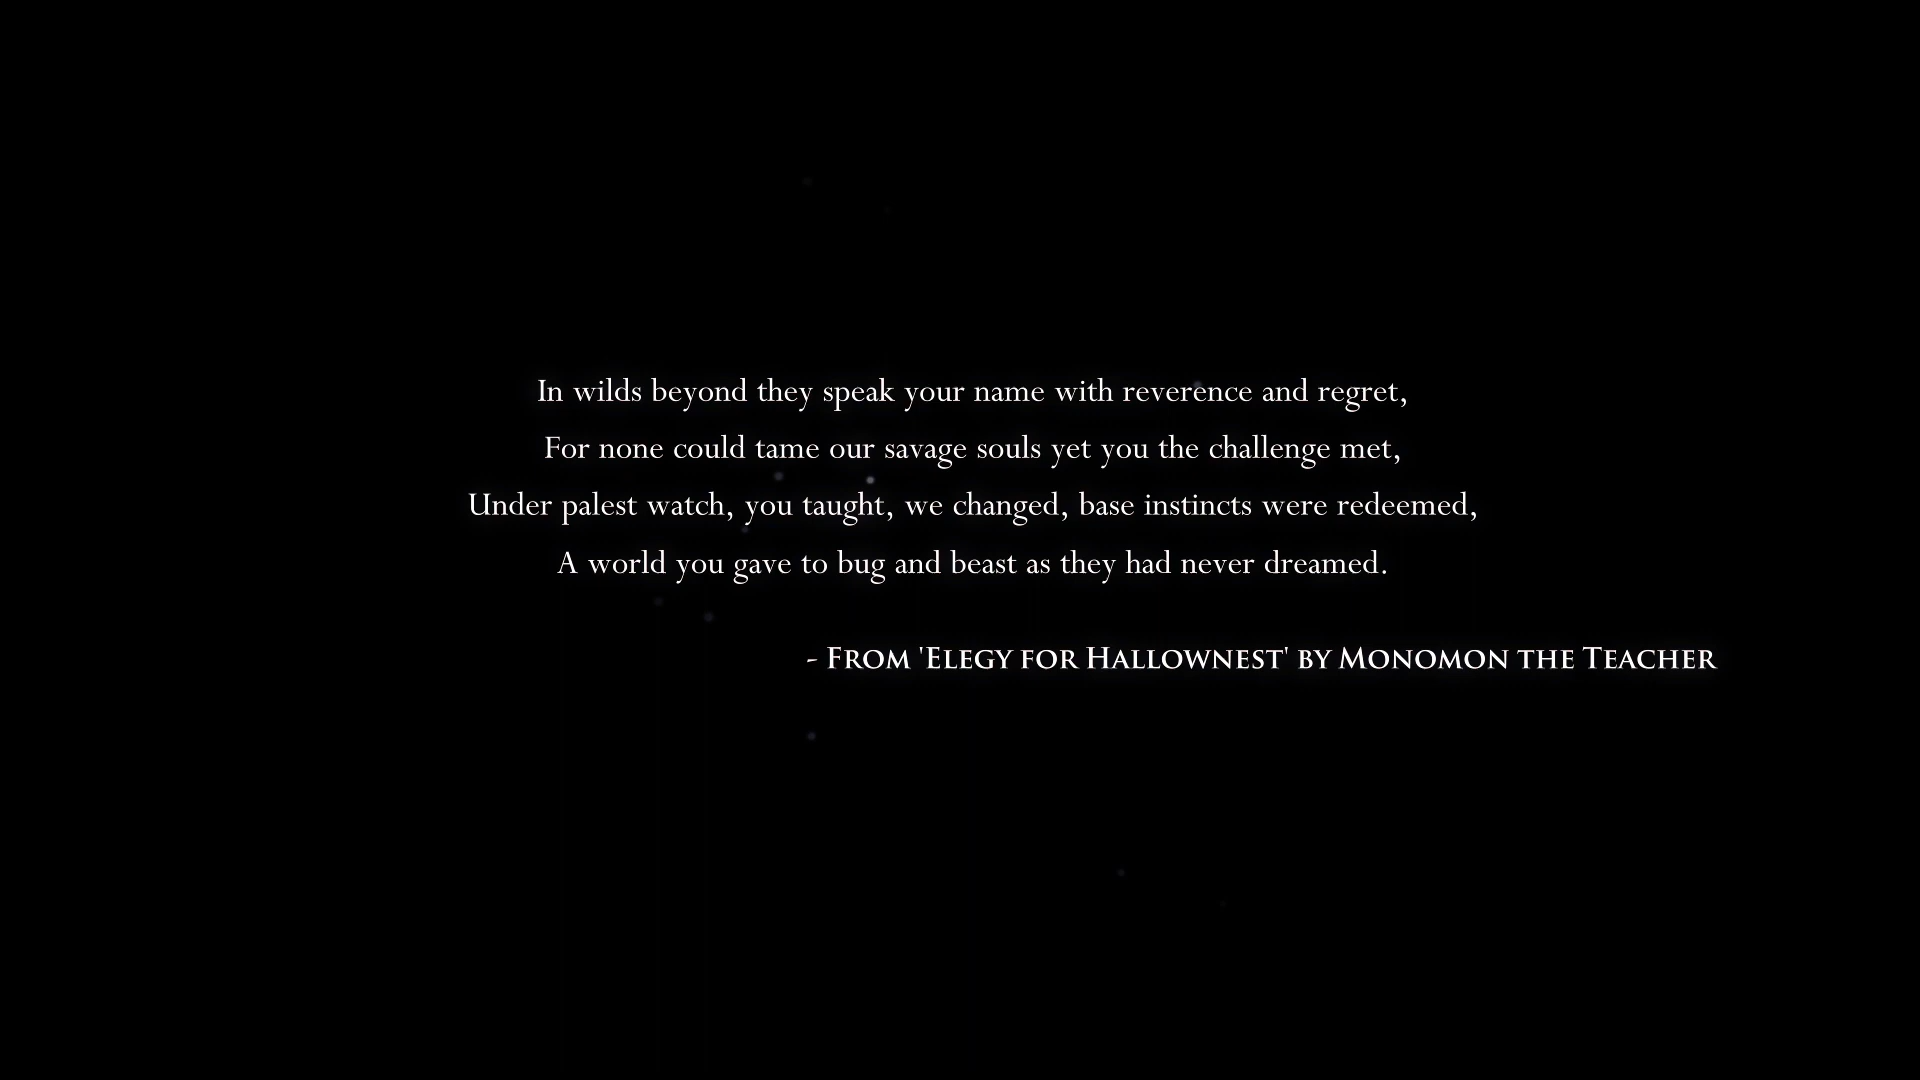 In wilds beyond they speak your name with reverence and regret,
For none could tame our savage souls yet you the challenge met,
Under palest watch, you taught, we changed, base instincts were redeemed,
A world you gave to bug and beast as they had never dreamed.
- From 'Elegy for Hallownest' by Monomon the Teacher